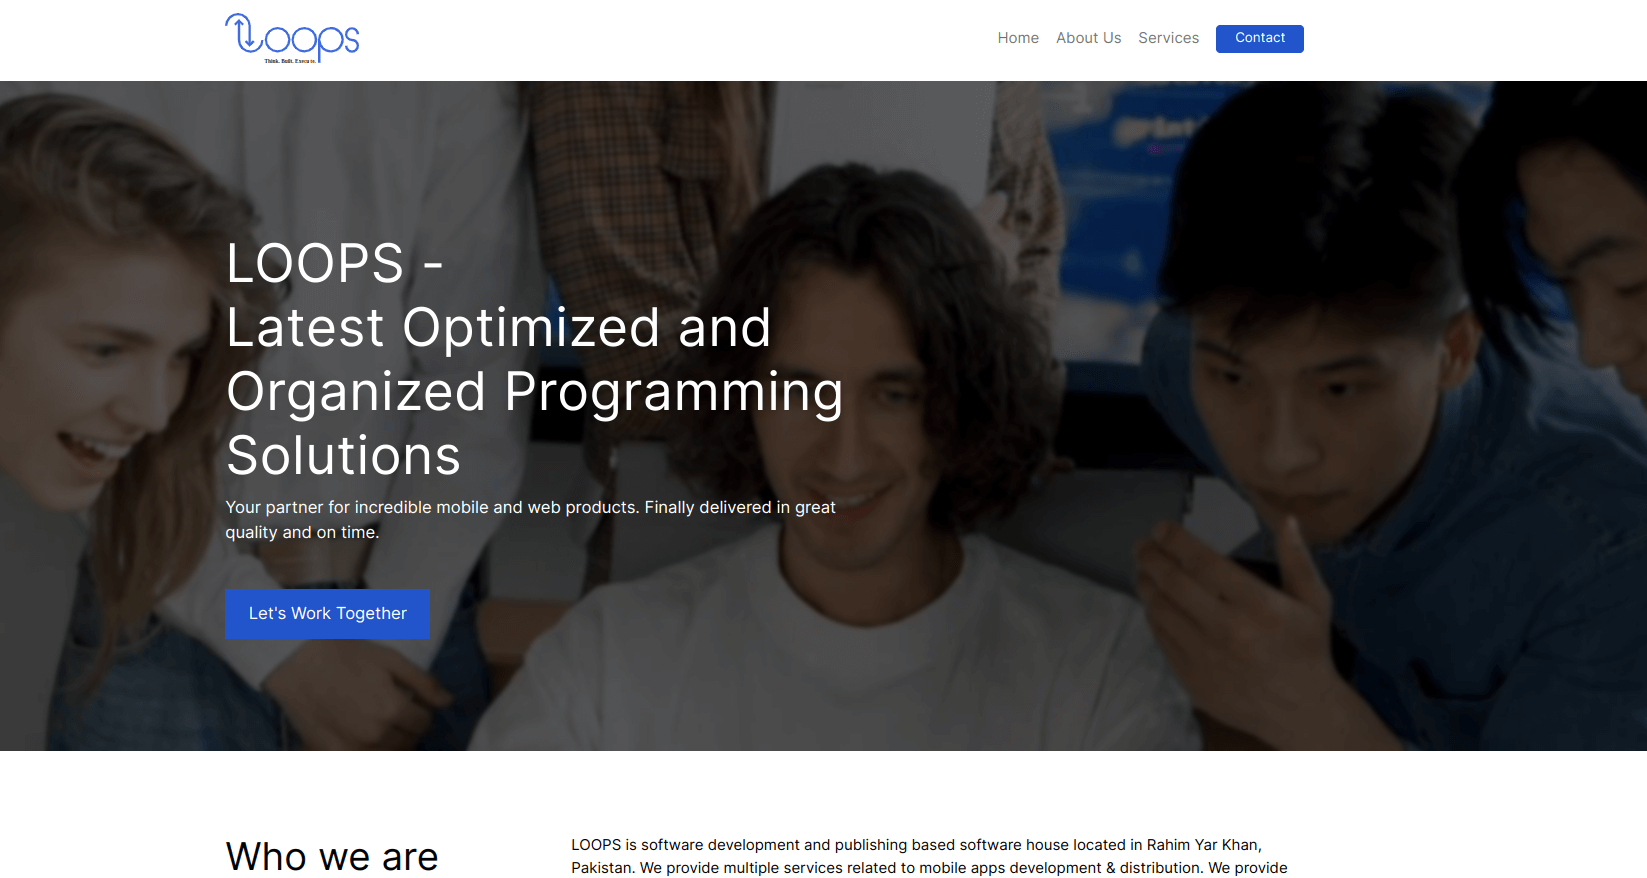 Loops
Think. Built. Execute.
Home About Us Services Contact
LOOPS -
Latest Optimized and
Organized Programming
Solutions
Your partner for incredible mobile and web products. Finally delivered in great
quality and on time.
Let's Work Together
Who we are
LOOPS is software development and publishing based software house located in Rahim Yar Khan,
Pakistan. We provide multiple services related to mobile apps development & distribution. We provide